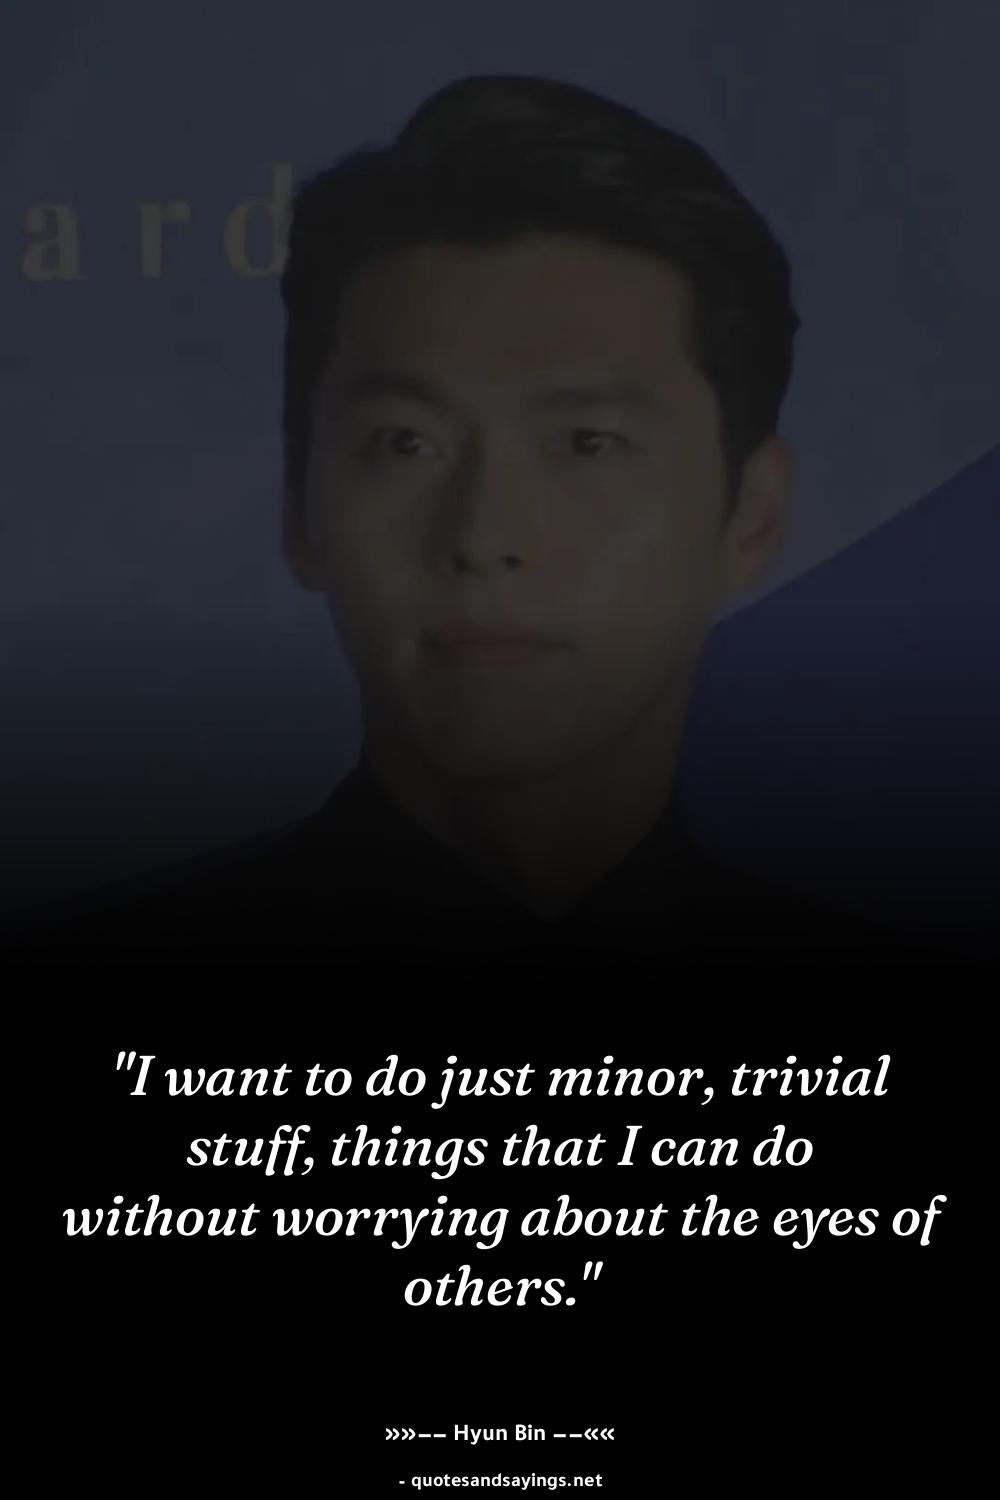 ard
"I want to do just minor, trivial
stuff, things that I can do
without worrying about the eyes of
others."
»»–– Hyun Bin ––««
- quotesandsayings.net